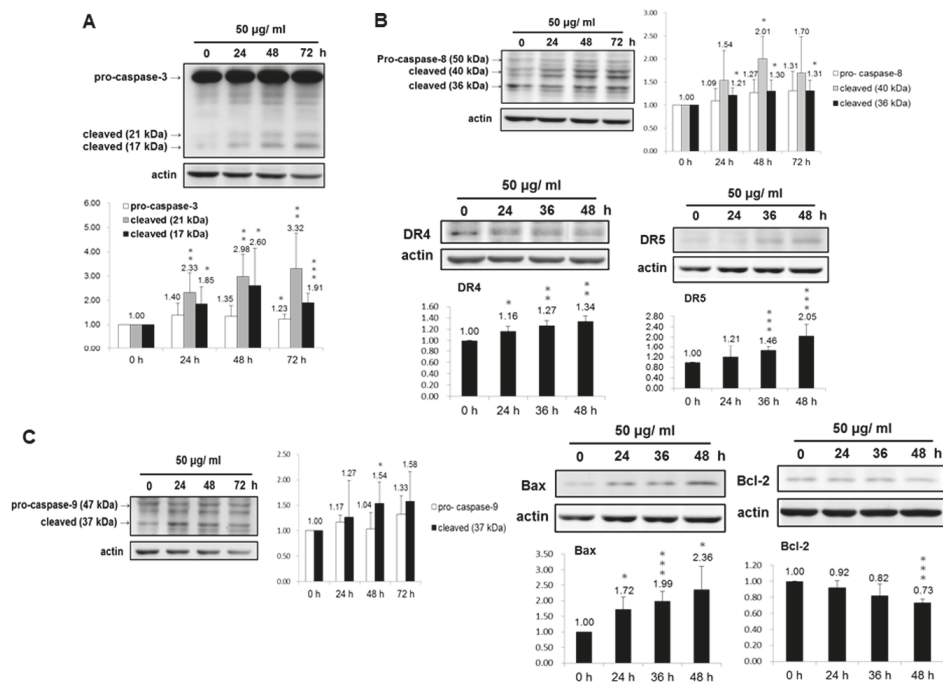 A
50 µg/ ml
0 24 48 72 h
pro-caspase-3
cleaved (21 kDa)
cleaved (17 kDa)
actin
pro-caspase-3
cleaved (21 kDa)
cleaved (17 kDa)
6.00
5.00
4.00
3.00
2.00
1.00
0.00
1.00 1.00 1.00
1.40 2.33 ** 1.85 *
1.35 2.98 ** 2.60 *
1.23 * 3.32 ** 1.91 ***
0 h 24 h 48 h 72 h
B
50 µg/ ml
0 24 48 72 h
Pro-caspase-8 (50 kDa)
cleaved (40 kDa)
cleaved (36 kDa)
actin
3.00
2.50
2.00
1.50
1.00
0.50
0.00
1.00 1.00 1.00
1.09 1.54 1.21 *
1.27 2.01 * 1.30 *
1.31 1.70 1.31 *
0 h 24 h 48 h 72 h
pro- caspase-8
cleaved (40 kDa)
cleaved (36 kDa)
50 µg/ ml
0 24 36 48 h
DR4
actin
DR4
1.60
1.40
1.20
1.00
0.80
0.60
0.40
0.20
0.00
1.00 1.16 * 1.27 ** 1.34 **
0 h 24 h 36 h 48 h
50 µg/ ml
0 24 36 48 h
DR5
actin
DR5
2.80
2.40
2.00
1.60
1.20
0.80
0.40
0.00
1.00 1.21 1.46 *** 2.05 ***
0 h 24 h 36 h 48 h
C
50 µg/ ml
0 24 48 72 h
pro-caspase-9 (47 kDa)
cleaved (37 kDa)
actin
2.50
2.00
1.50
1.00
0.50
0.00
1.00
1.17 1.27
1.04 1.54 *
1.33 1.58
0 h 24 h 48 h 72 h
pro- caspase-9
cleaved (37 kDa)
50 µg/ ml
0 24 36 48 h
Bax
actin
Bax
3.50
3.00
2.50
2.00
1.50
1.00
0.50
0.00
1.00 1.72 * 1.99 *** 2.36 *
0 h 24 h 36 h 48 h
50 µg/ ml
0 24 36 48 h
Bcl-2
actin
Bcl-2
1.20
1.00
0.80
0.60
0.40
0.20
0.00
1.00 0.92 0.82 0.73 ***
0 h 24 h 36 h 48 h